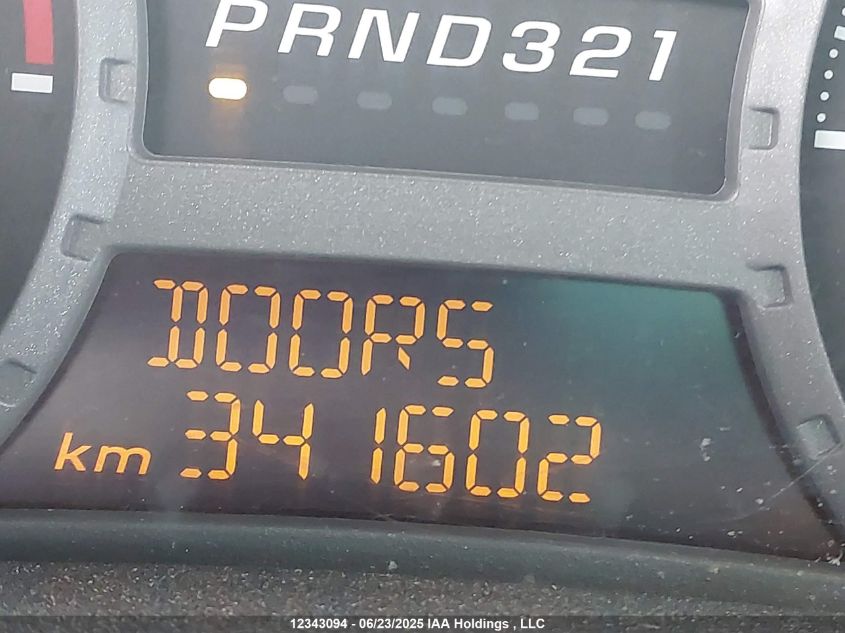 PRND321
DOORS
km 341602
12343094 - 06/23/2025 IAA Holdings , LLC